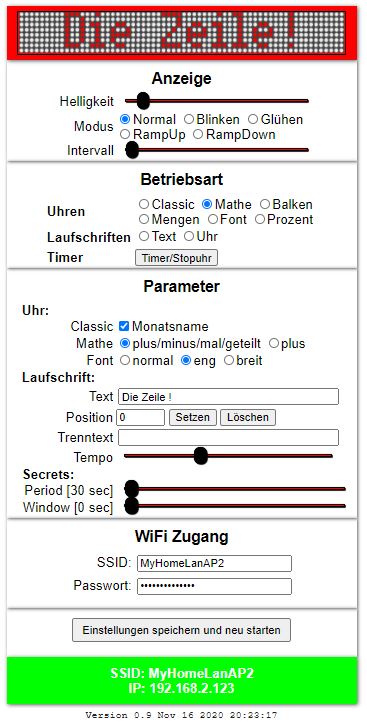 Die Zeile!
Anzeige
Helligkeit
Modus Normal Blinken Glühen
RampUp RampDown
Intervall
Betriebsart
Uhren Classic Mathe Balken
Mengen Font Prozent
Laufschriften Text Uhr
Timer Timer/Stopuhr
Parameter
Uhr:
Classic Monatsname
Mathe plus/minus/mal/geteilt plus
Font normal eng breit
Laufschrift:
Text Die Zeile !
Position 0 Setzen Löschen
Trenntext
Tempo
Secrets:
Period [30 sec]
Window [0 sec]
WiFi Zugang
SSID: MyHomeLanAP2
Passwort: ••••••••••••••
Einstellungen speichern und neu starten
SSID: MyHomeLanAP2
IP: 192.168.2.123
Version 0.9 Nov 16 2020 20:23:17